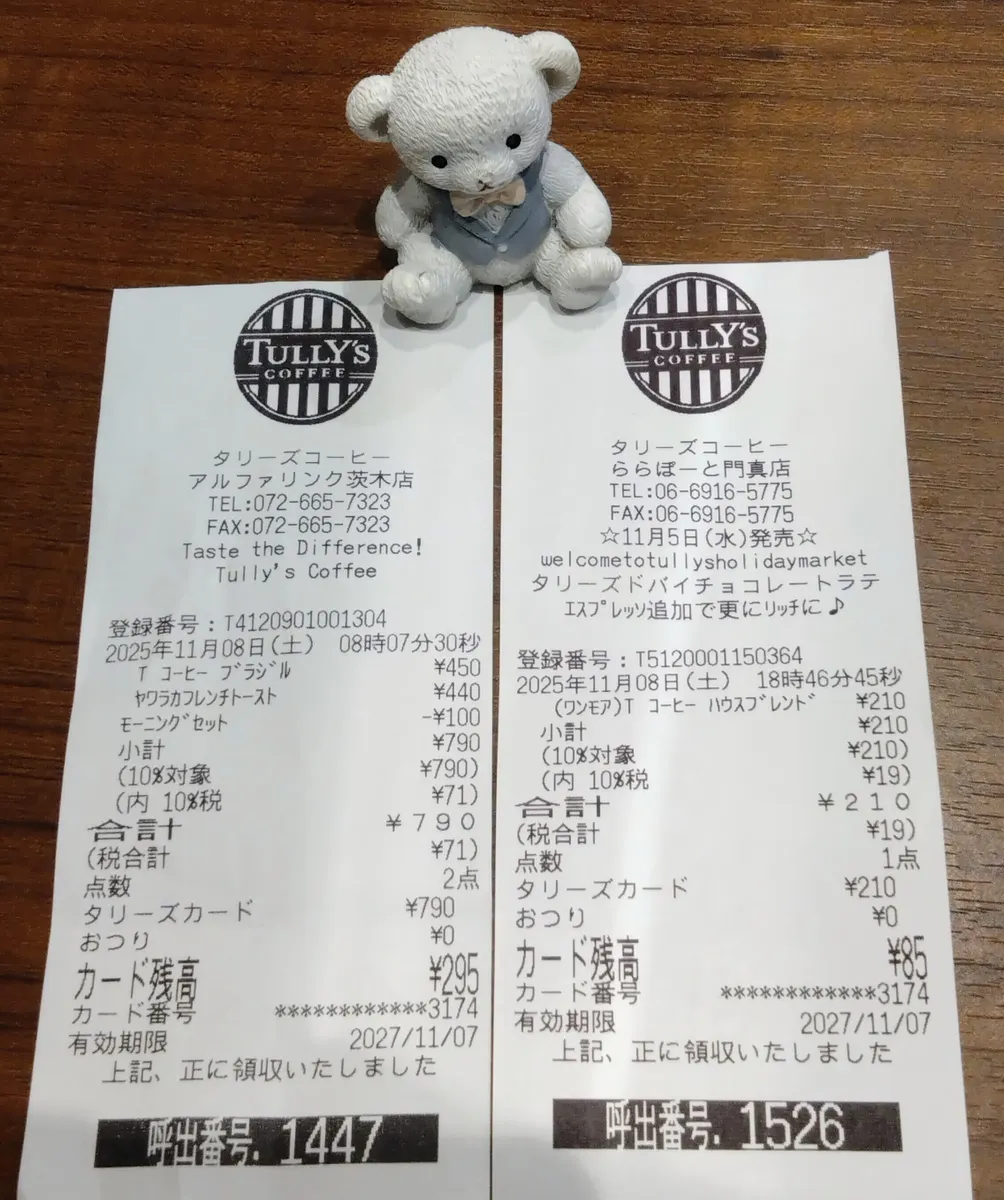 TULLY'S
COFFEE
タリーズコーヒー
アルファリンク茨木店
TEL:072-665-7323
FAX:072-665-7323
Taste the Difference!
Tully's Coffee
登録番号:T4120901001304
2025年11月08日(土) 08時07分30秒
T コーヒー ブラジル ¥450
ヤワラカフレンチトースト ¥440
モーニングセット -¥100
小計 ¥790
(10%対象 ¥790)
(内 10%税 ¥71)
合計 ¥790
(税合計 ¥71)
点数 2点
タリーズカード ¥790
おつり ¥0
カード残高 ¥295
カード番号 ************3174
有効期限 2027/11/07
上記、正に領収いたしました
呼出番号. 1447
TULLY'S
COFFEE
タリーズコーヒー
ららぽーと門真店
TEL:06-6916-5775
FAX:06-6916-5775
☆11月5日(水)発売☆
welcometotullysholidaymarket
タリーズドバイチョコレートラテ
エスプレッソ追加で更にリッチに♪
登録番号:T5120001150364
2025年11月08日(土) 18時46分45秒
(ワンモア)T コーヒー ハウスブレンド ¥210
小計 ¥210
(10%対象 ¥210)
(内 10%税 ¥19)
合計 ¥210
(税合計 ¥19)
点数 1点
タリーズカード ¥210
おつり ¥0
カード残高 ¥85
カード番号 ************3174
有効期限 2027/11/07
上記、正に領収いたしました
呼出番号. 1526